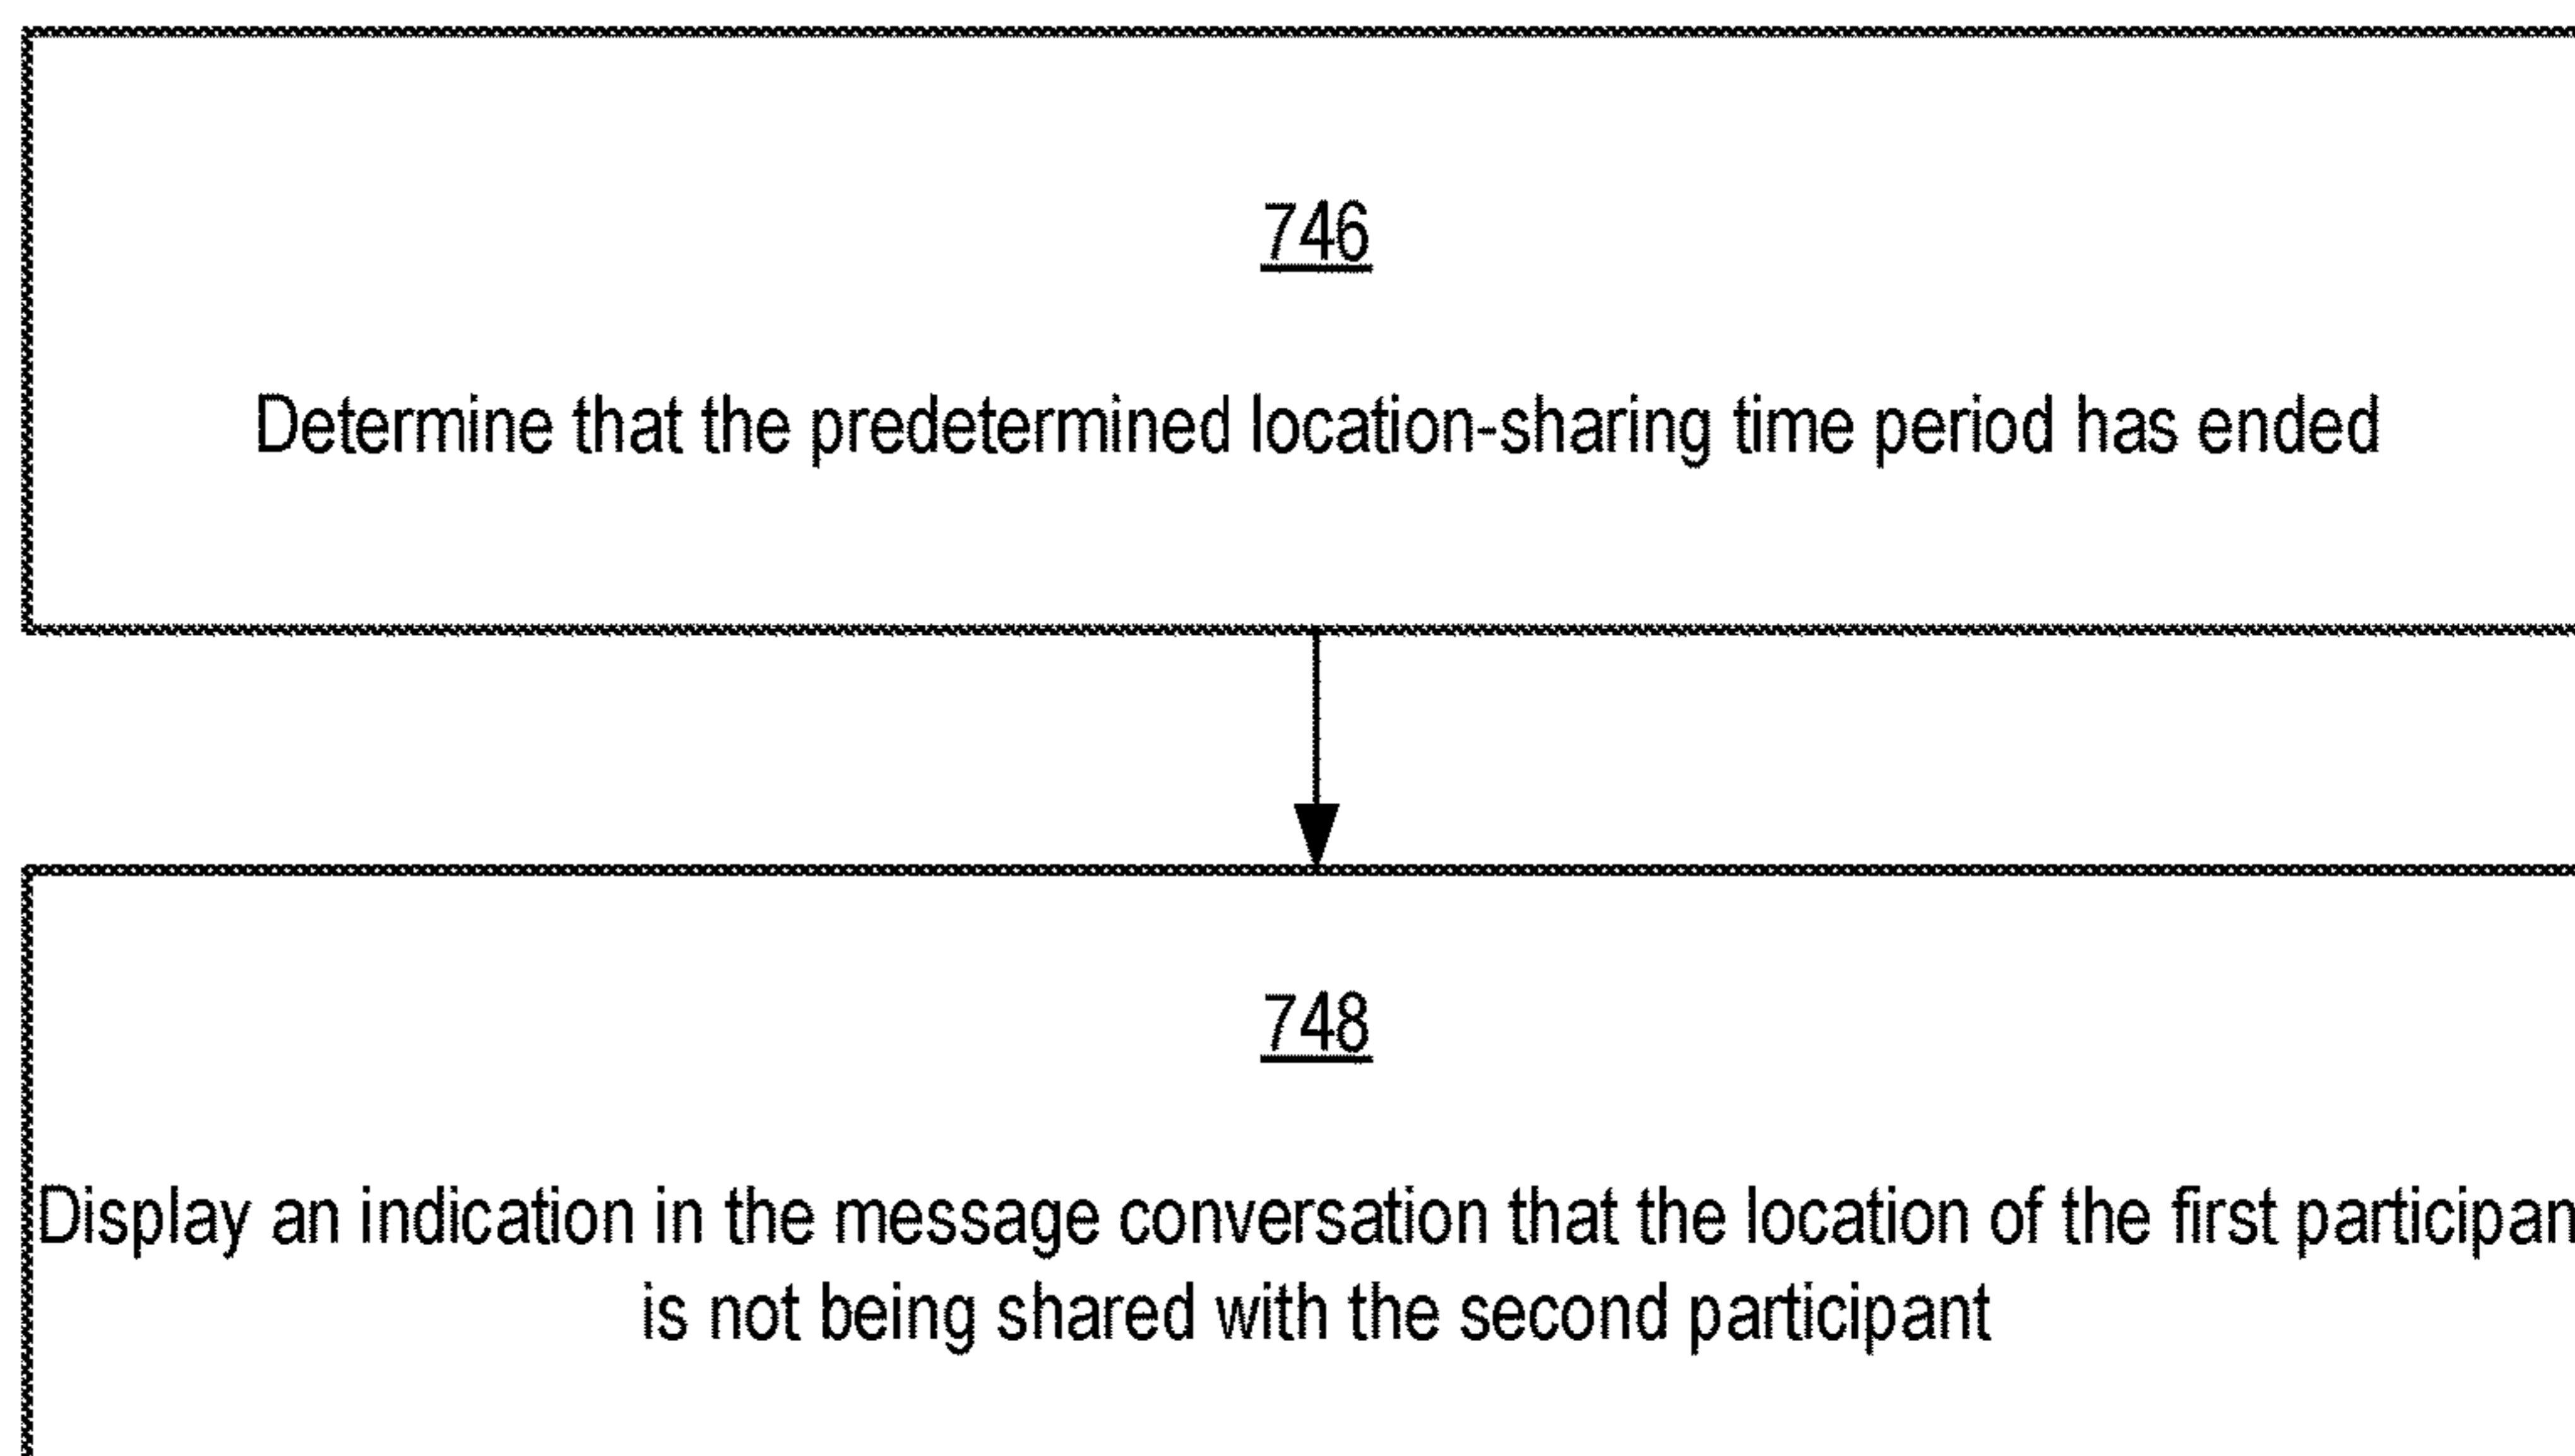 746
Determine that the predetermined location-sharing time period has ended
748
Display an indication in the message conversation that the location of the first participan
is not being shared with the second participant